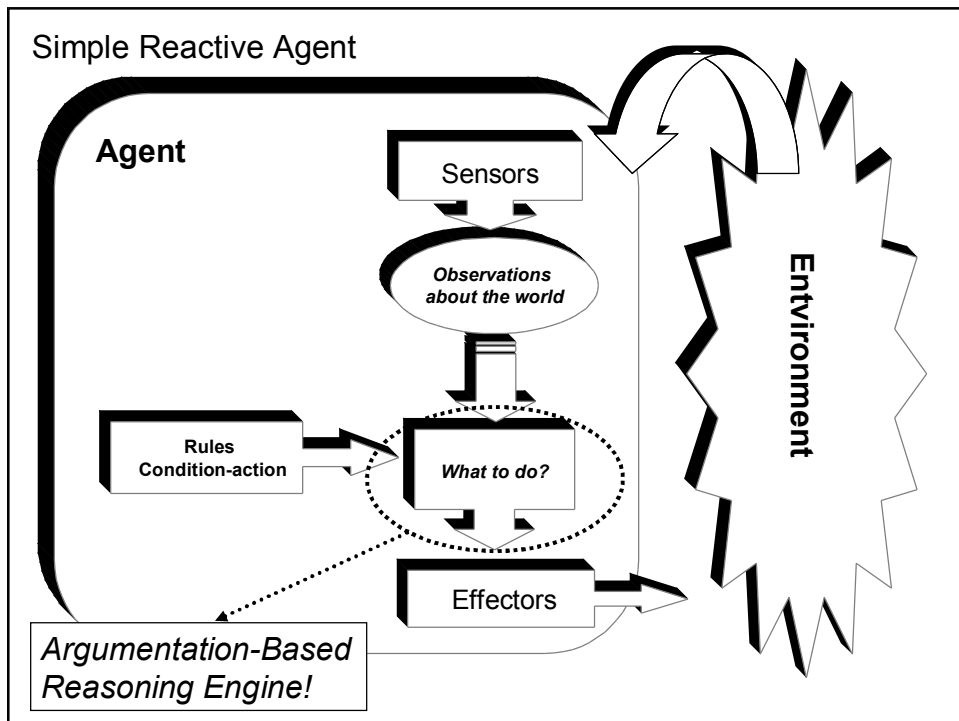 Simple Reactive Agent
Agent
Sensors
Observations
about the world
Rules
Condition-action
What to do?
Effectors
Entvironment
Argumentation-Based
Reasoning Engine!